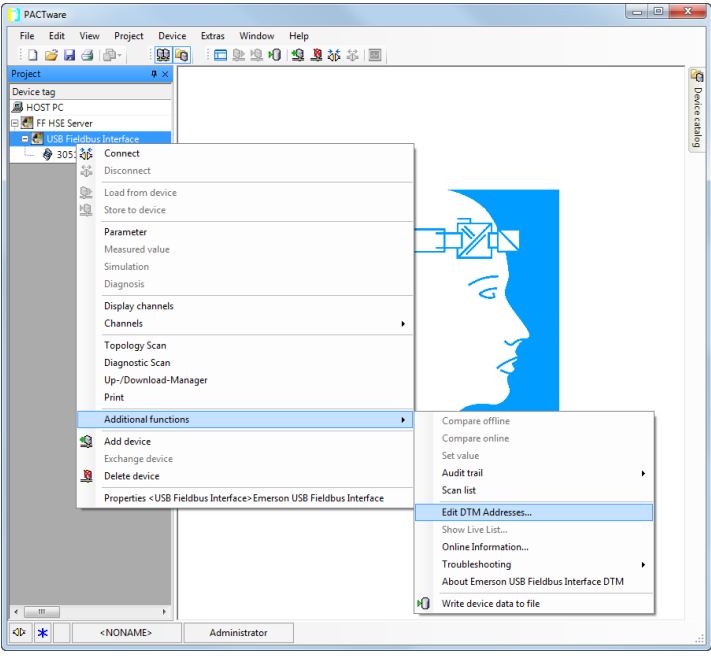 PACTware
File Edit View Project Device Extras Window Help
Project
Device tag
HOST PC
FF HSE Server
USB Fieldbus Interface
305
Connect
Disconnect
Load from device
Store to device
Parameter
Measured value
Simulation
Diagnosis
Display channels
Channels
Topology Scan
Diagnostic Scan
Up-/Download-Manager
Print
Additional functions
Add device
Exchange device
Delete device
Properties <USB Fieldbus Interface>Emerson USB Fieldbus Interface
Compare offline
Compare online
Set value
Audit trail
Scan list
Edit DTM Addresses...
Show Live List...
Online Information...
Troubleshooting
About Emerson USB Fieldbus Interface DTM
Write device data to file
Device catalog
<NONAME> Administrator